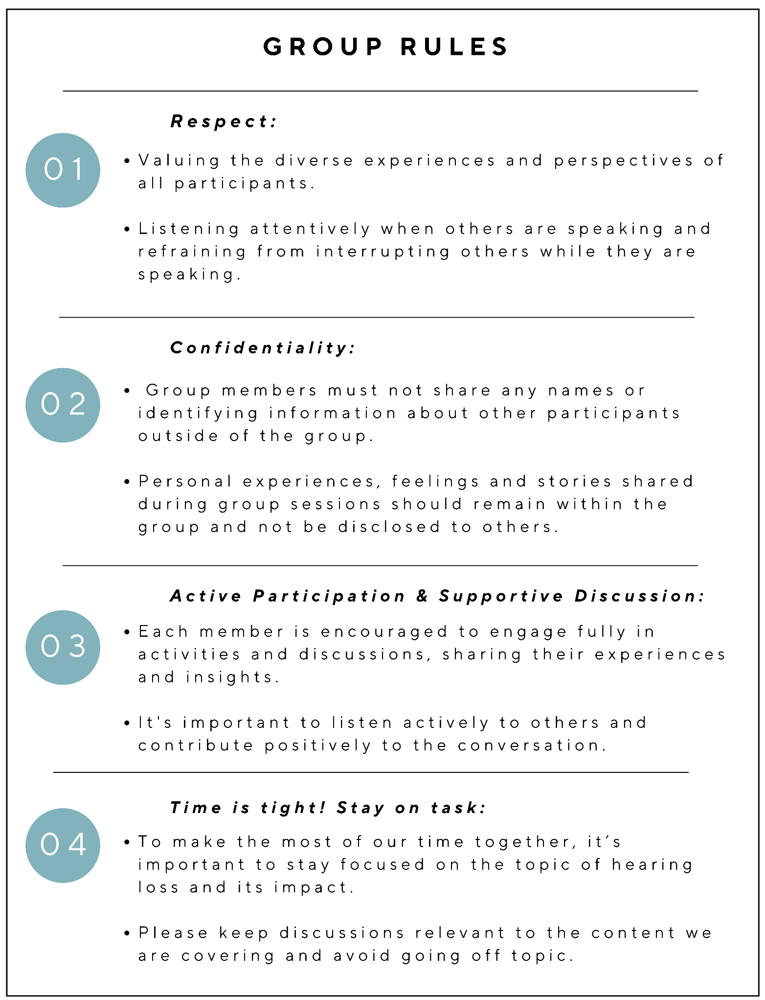 GROUP RULES
Respect:
01
• Valuing the diverse experiences and perspectives of
all participants.
• Listening attentively when others are speaking and
refraining from interrupting others while they are
speaking.
Confidentiality:
02
• Group members must not share any names or
identifying information about other participants
outside of the group.
• Personal experiences, feelings and stories shared
during group sessions should remain within the
group and not be disclosed to others.
Active Participation & Supportive Discussion:
03
• Each member is encouraged to engage fully in
activities and discussions, sharing their experiences
and insights.
• It's important to listen actively to others and
contribute positively to the conversation.
Time is tight! Stay on task:
04
• To make the most of our time together, it’s
important to stay focused on the topic of hearing
loss and its impact.
• Please keep discussions relevant to the content we
are covering and avoid going off topic.